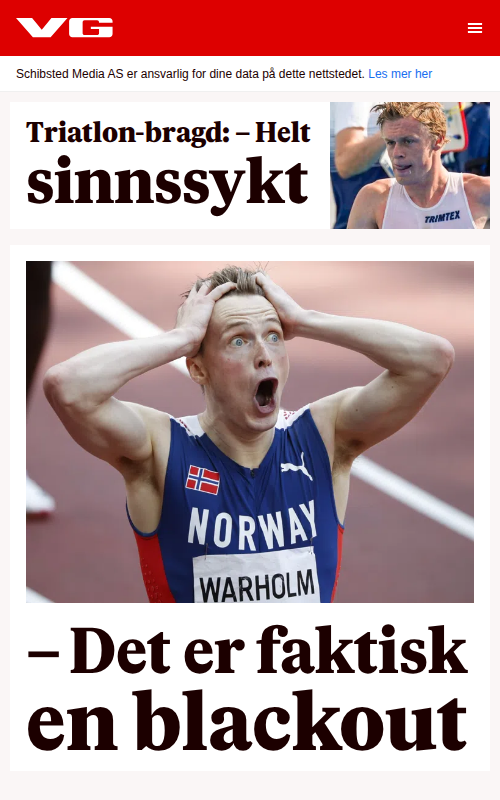 VG
Schibsted Media AS er ansvarlig for dine data på dette nettstedet. Les mer her
Triatlon-bragd: – Helt
sinnssykt
TRIMTEX
NORWAY
WARHOLM
– Det er faktisk
en blackout